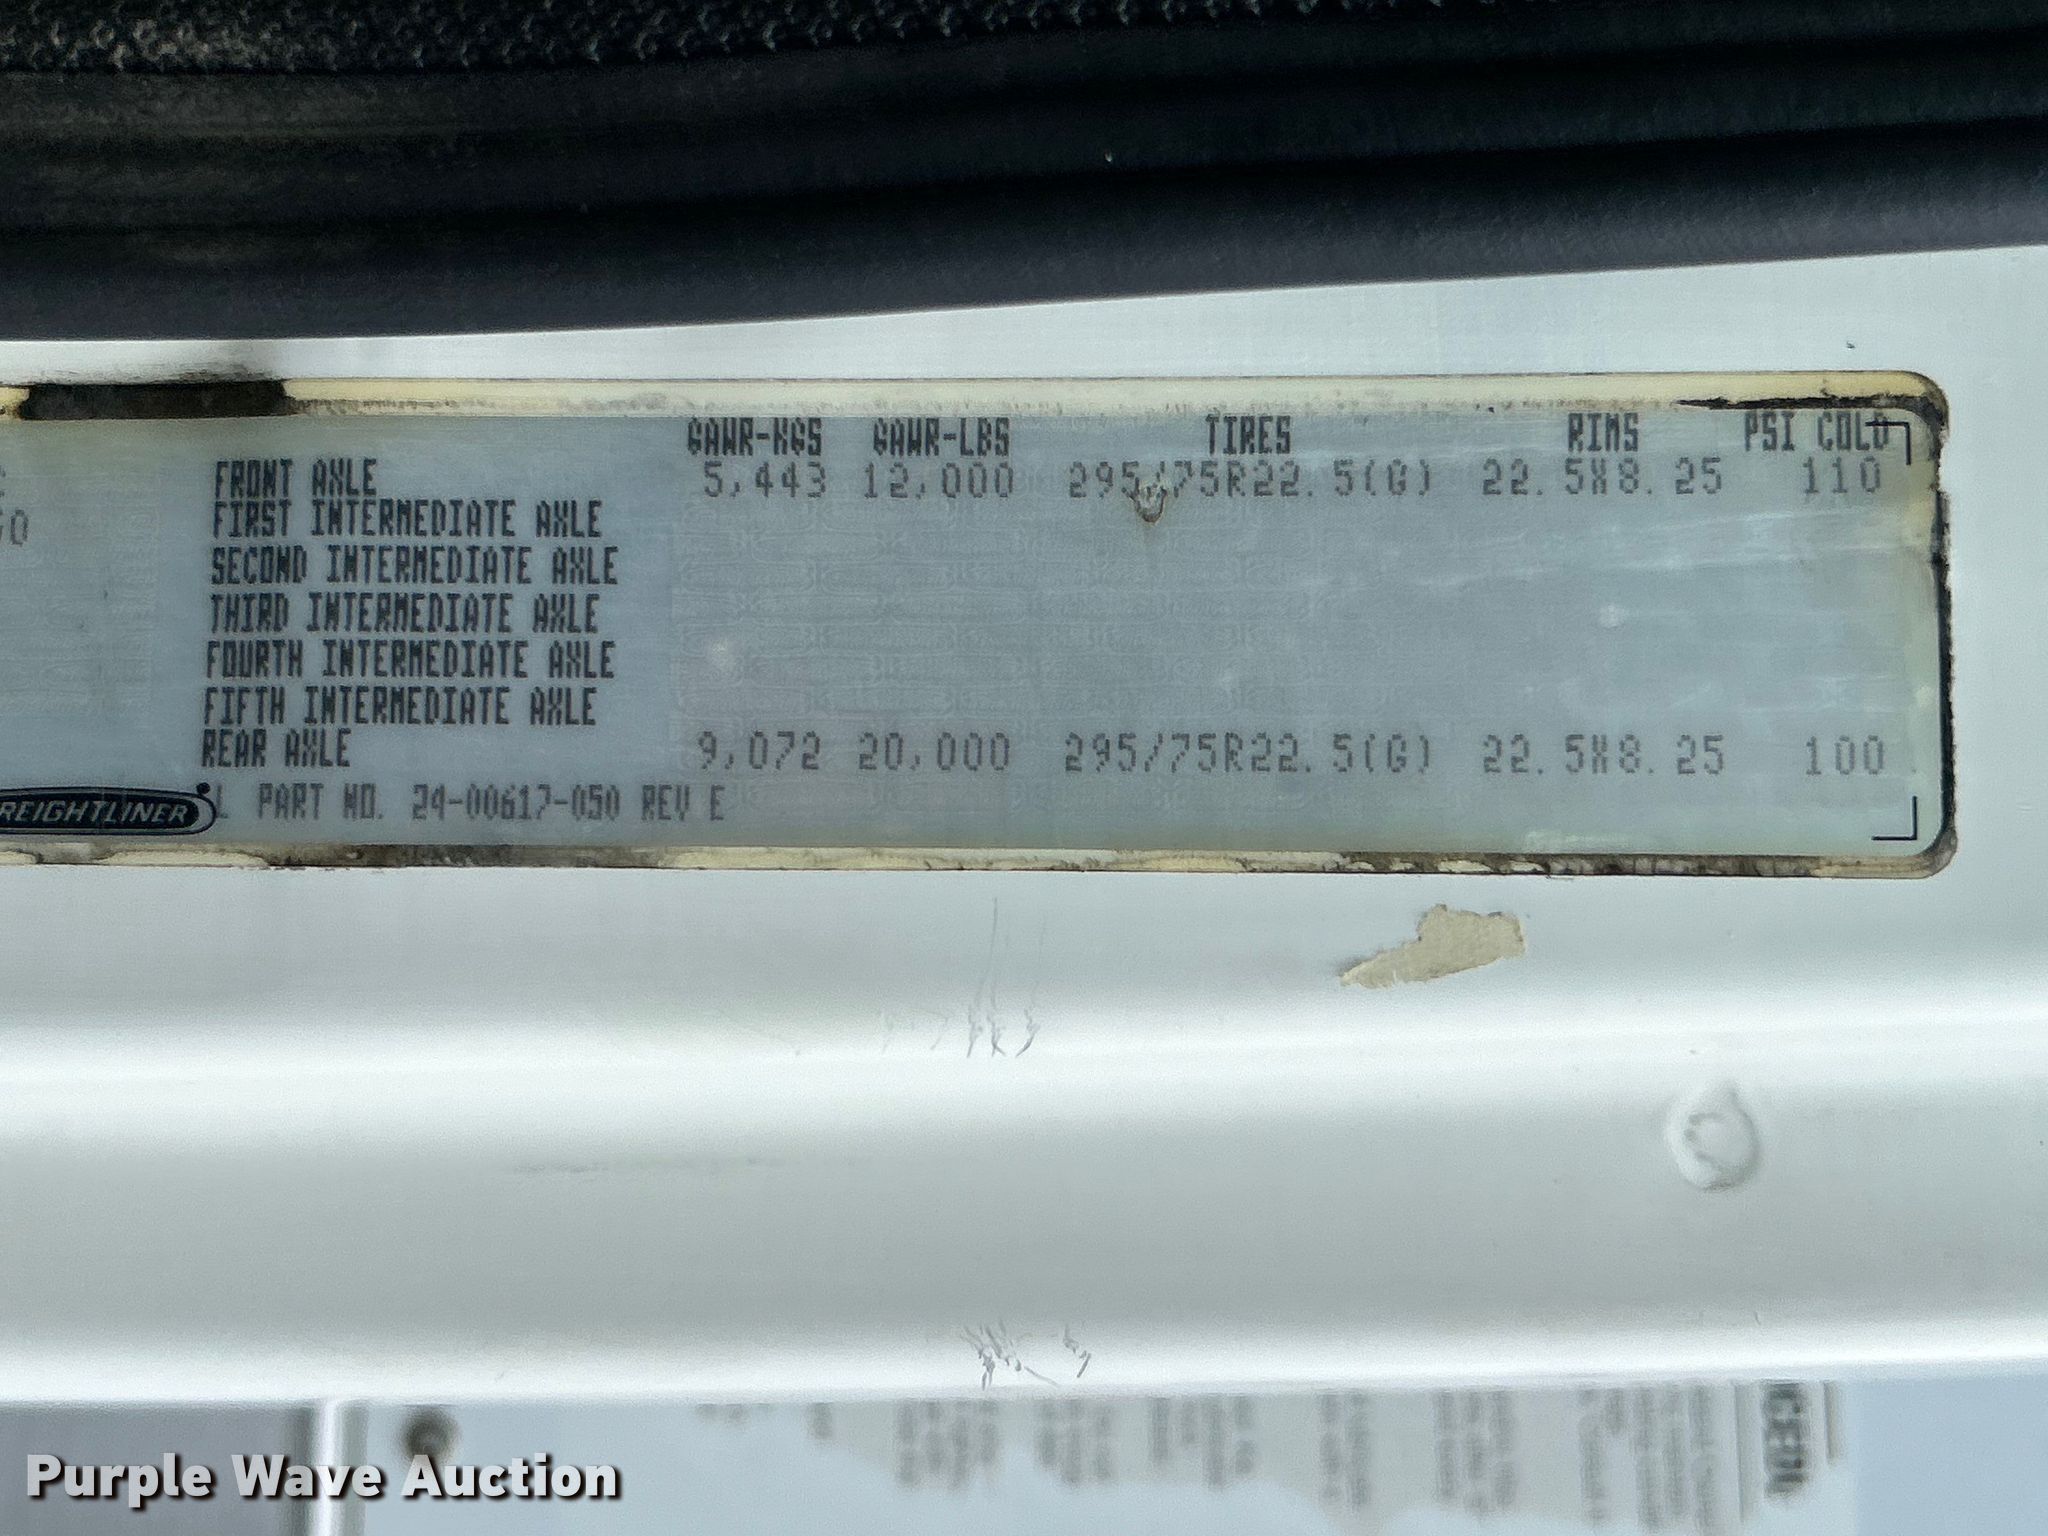 GAWR-KGS GAWR-LBS TIRES RIMS PSI COLD
FRONT AXLE 5,443 12,000 295/75R22.5(G) 22.5X8.25 110
FIRST INTERMEDIATE AXLE
SECOND INTERMEDIATE AXLE
THIRD INTERMEDIATE AXLE
FOURTH INTERMEDIATE AXLE
FIFTH INTERMEDIATE AXLE
REAR AXLE 9,072 20,000 295/75R22.5(G) 22.5X8.25 100
REIGHTLINER L PART NO. 24-00617-050 REV E
Purple Wave Auction